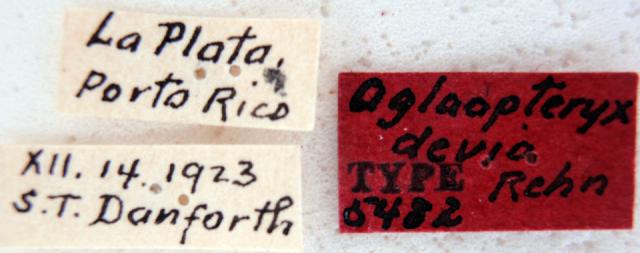 La Plata,
Porto Rico
XII. 14. 1923
S.T. Danforth
Aglaopteryx
devia
TYPE Rehn
5482